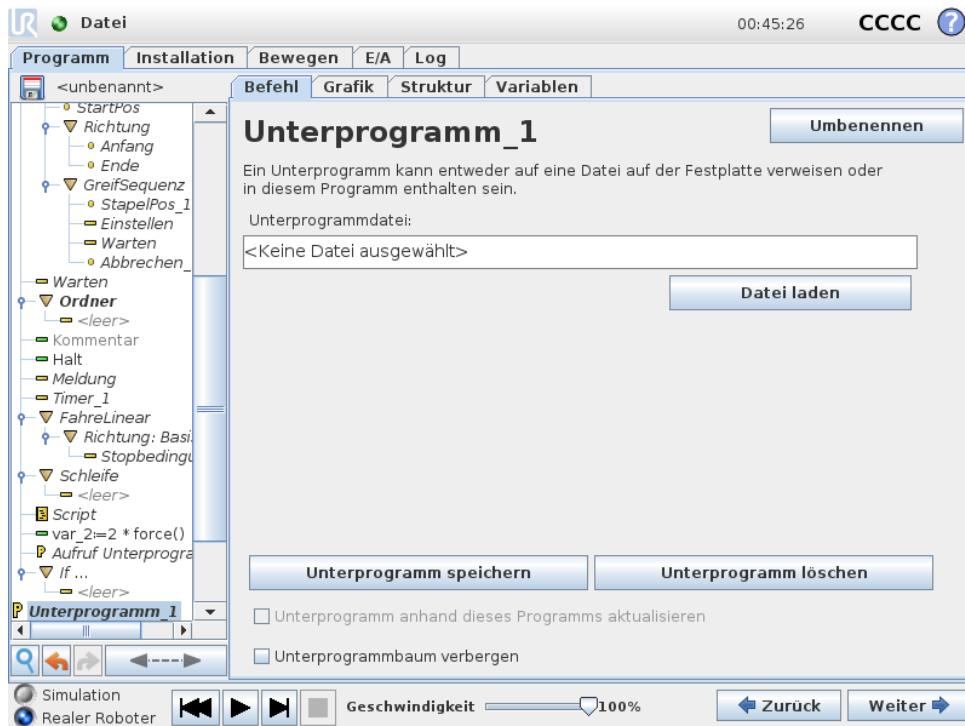 UR Datei 00:45:26 CCCC ?
Programm Installation Bewegen E/A Log
<unbenannt>
Befehl Grafik Struktur Variablen
StartPos
Richtung
Anfang
Ende
GreifSequenz
StapelPos_1
Einstellen
Warten
Abbrechen_
Warten
Ordner
<leer>
Kommentar
Halt
Meldung
Timer_1
FahreLinear
Richtung: Basi
Stopbedingu
Schleife
<leer>
Script
var_2:=2 * force()
P Aufruf Unterprogra
If ...
<leer>
P Unterprogramm_1
Unterprogramm_1
Umbenennen
Ein Unterprogramm kann entweder auf eine Datei auf der Festplatte verweisen oder
in diesem Programm enthalten sein.
Unterprogrammdatei:
<Keine Datei ausgewählt>
Datei laden
Unterprogramm speichern Unterprogramm löschen
Unterprogramm anhand dieses Programms aktualisieren
Unterprogrammbaum verbergen
Simulation
Realer Roboter
Geschwindigkeit 100%
Zurück Weiter